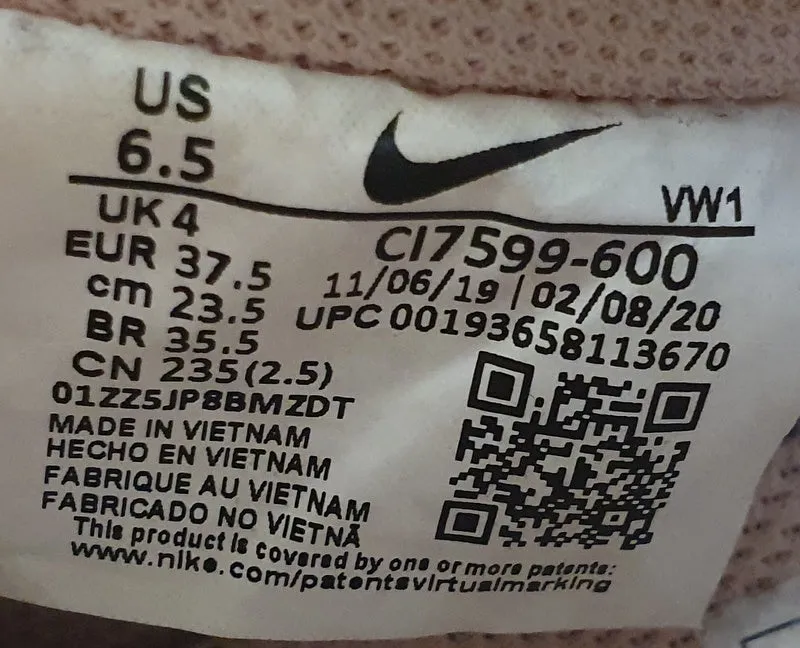 US
6.5
VW1
UK 4
EUR 37.5
cm 23.5
BR 35.5
CN 235(2.5)
CI7599-600
11/06/19 | 02/08/20
UPC 00193658113670
01ZZ5JP8BMZDT
MADE IN VIETNAM
HECHO EN VIETNAM
FABRIQUE AU VIETNAM
FABRICADO NO VIETNÃ
This product is covered by one or more patents:
www.nike.com/patentsvirtualmarking